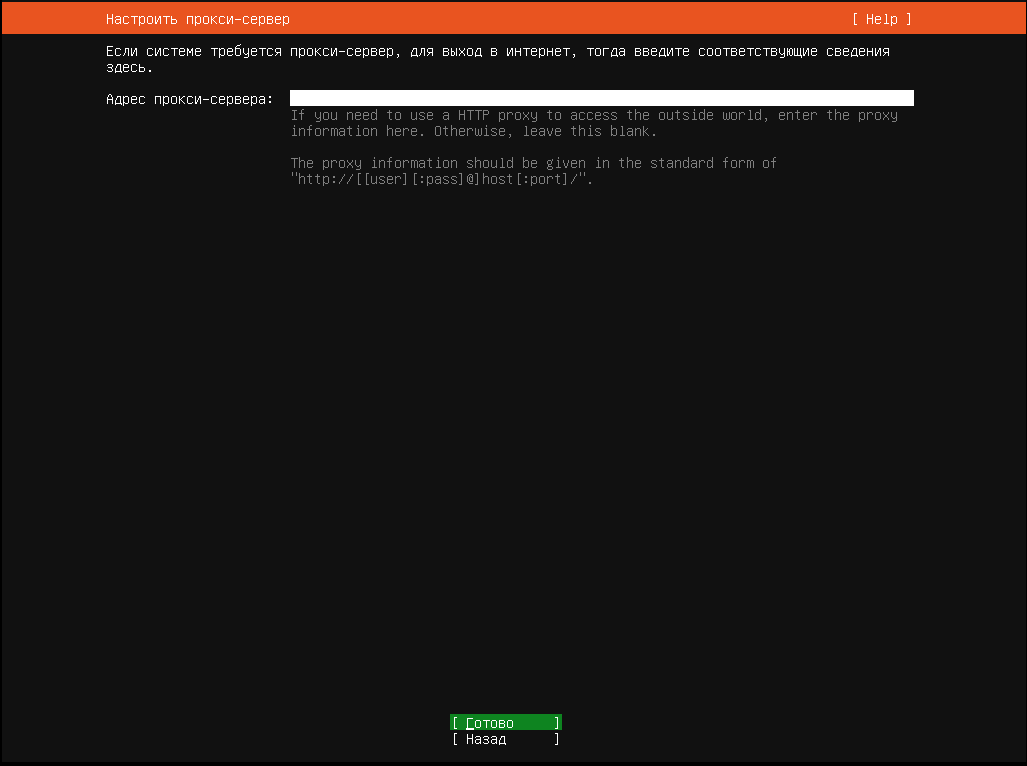 Настроить прокси-сервер [ Help ]
Если системе требуется прокси-сервер, для выход в интернет, тогда введите соответствующие сведения
здесь.
Адрес прокси-сервера:
If you need to use a HTTP proxy to access the outside world, enter the proxy
information here. Otherwise, leave this blank.
The proxy information should be given in the standard form of
"http://[[user][:pass]@]host[:port]/".
[ Готово ]
[ Назад ]